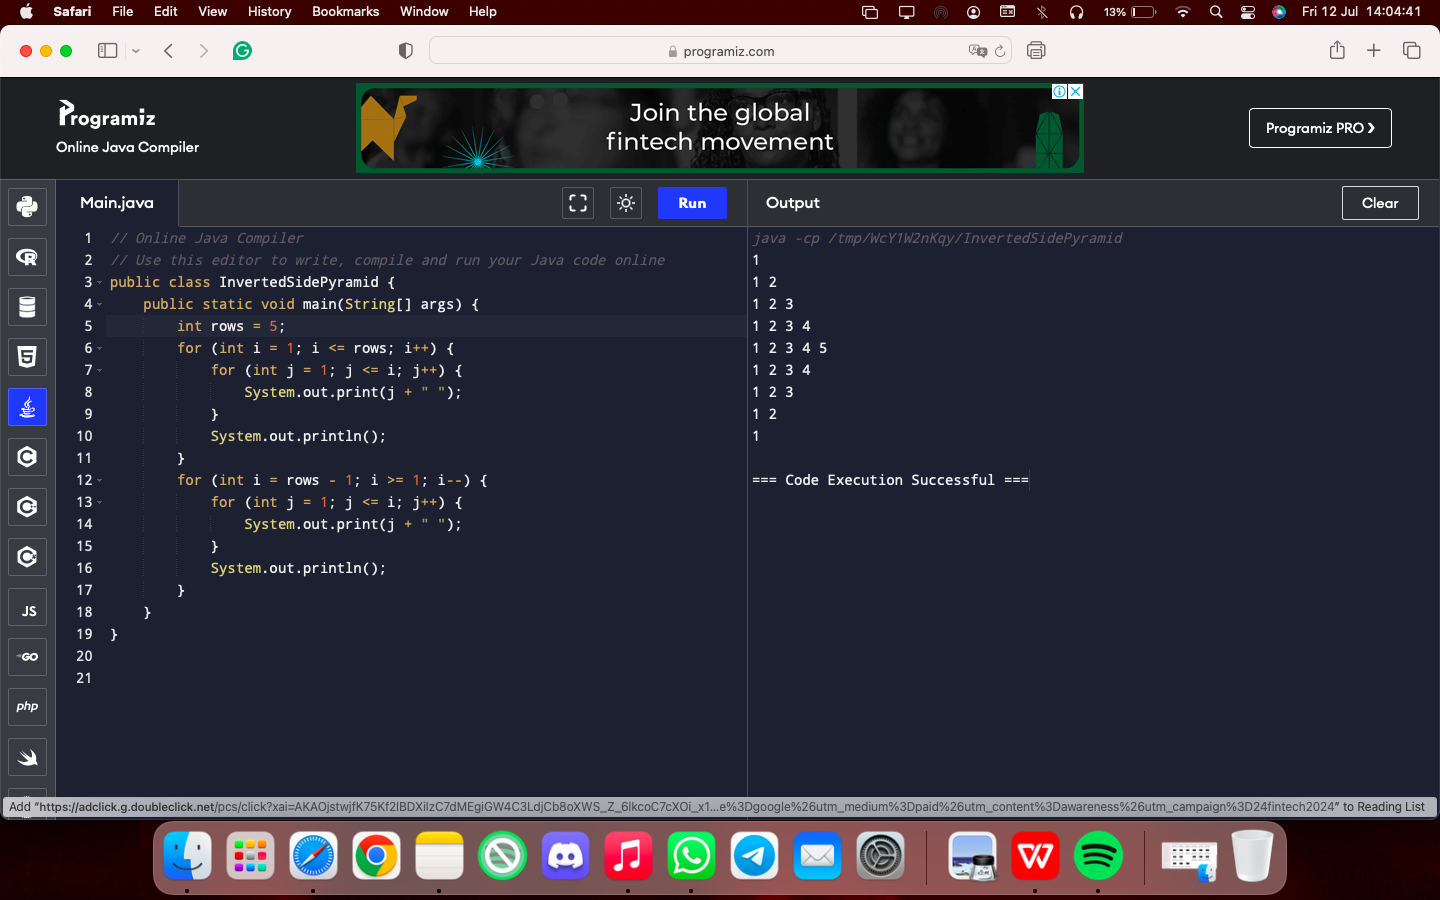 Safari File Edit View History Bookmarks Window Help 13% Fri 12 Jul 14:04:41
programiz.com
Programiz
Online Java Compiler
Join the global
fintech movement
Programiz PRO ❯
Main.java Run Output Clear
1 // Online Java Compiler
2 // Use this editor to write, compile and run your Java code online
3 public class InvertedSidePyramid {
4     public static void main(String[] args) {
5         int rows = 5;
6         for (int i = 1; i <= rows; i++) {
7             for (int j = 1; j <= i; j++) {
8                 System.out.print(j + " ");
9             }
10             System.out.println();
11         }
12         for (int i = rows - 1; i >= 1; i--) {
13             for (int j = 1; j <= i; j++) {
14                 System.out.print(j + " ");
15             }
16             System.out.println();
17         }
18     }
19 }
20
21
java -cp /tmp/WcY1W2nKqy/InvertedSidePyramid
1
1 2
1 2 3
1 2 3 4
1 2 3 4 5
1 2 3 4
1 2 3
1 2
1
=== Code Execution Successful ===
5
C
C
C
JS
GO
php
Add "https://adclick.g.doubleclick.net/pcs/click?xai=AKAOjstwjfK75Kf2lBDXilzC7dMEgiGW4C3LdjCb8oXWS_Z_6lkcoC7cXOi_x1...e%3Dgoogle%26utm_medium%3Dpaid%26utm_content%3Dawareness%26utm_campaign%3D24fintech2024" to Reading List